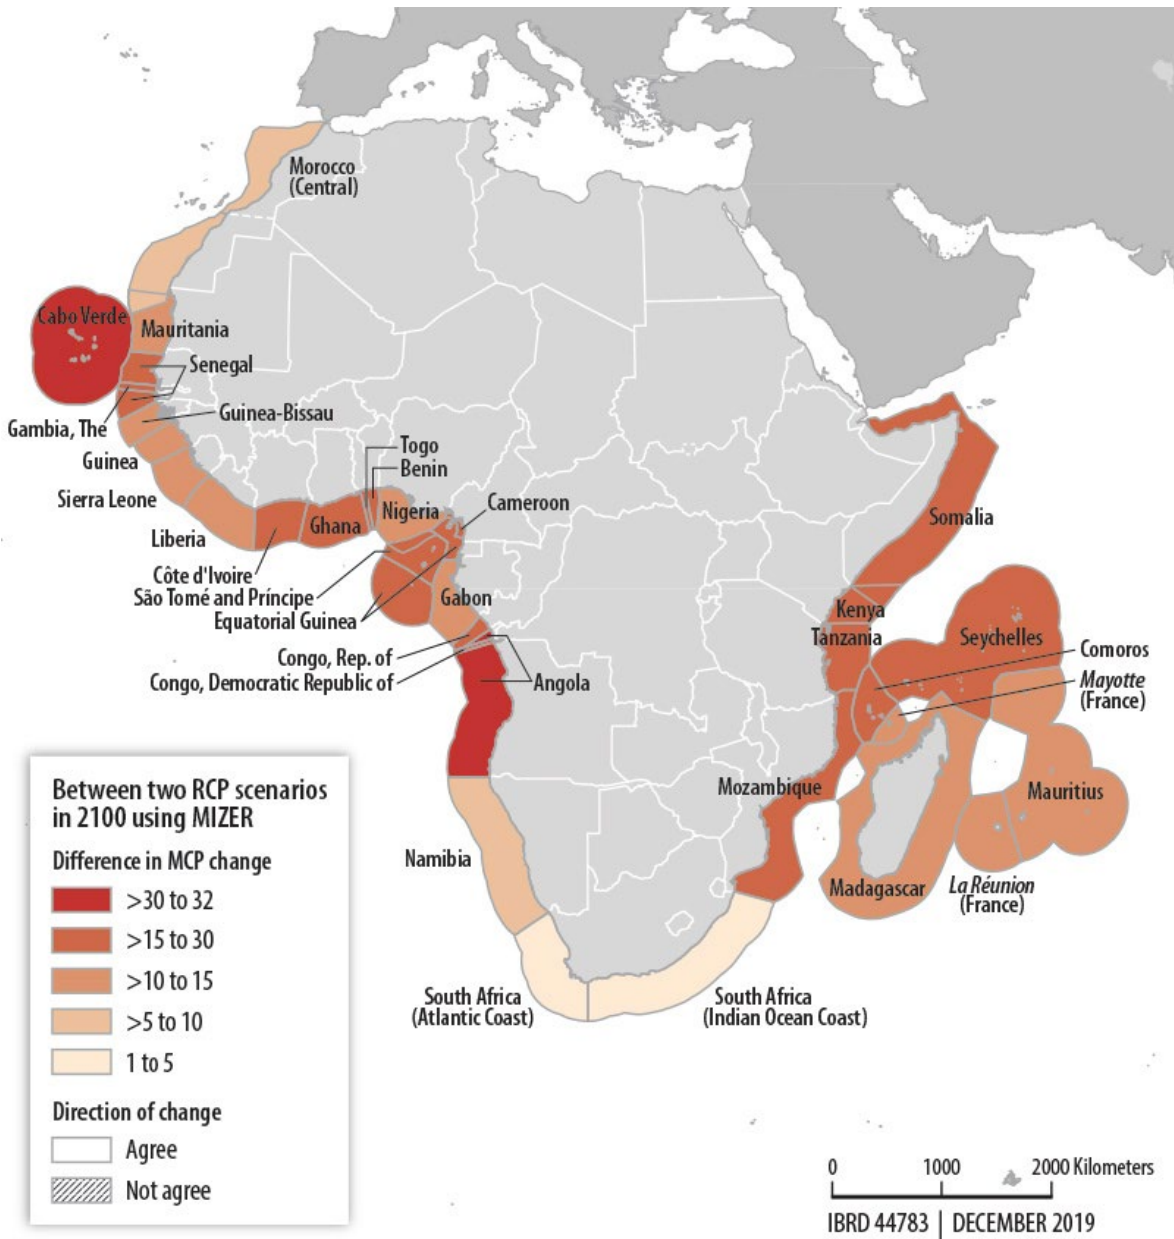 Morocco
(Central)
Cabo Verde
Mauritania
Senegal
Gambia, The
Guinea-Bissau
Guinea
Sierra Leone
Liberia
Togo
Benin
Ghana
Nigeria
Cameroon
Côte d'Ivoire
São Tomé and Príncipe
Equatorial Guinea
Gabon
Congo, Rep. of
Congo, Democratic Republic of
Angola
Somalia
Kenya
Tanzania
Seychelles
Comoros
Mayotte
(France)
Mozambique
Mauritius
Namibia
Madagascar
La Réunion
(France)
South Africa
(Atlantic Coast)
South Africa
(Indian Ocean Coast)
Between two RCP scenarios
in 2100 using MIZER
Difference in MCP change
>30 to 32
>15 to 30
>10 to 15
>5 to 10
1 to 5
Direction of change
Agree
Not agree
0 1000 2000 Kilometers
IBRD 44783 | DECEMBER 2019